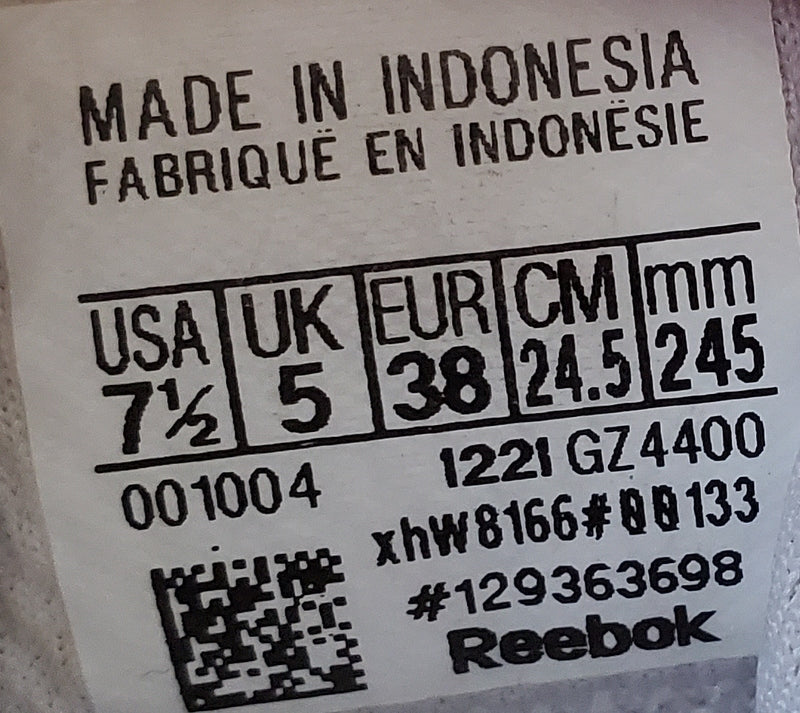 MADE IN INDONESIA
FABRIQUË EN INDONËSIE
USA UK EUR CM mm
7½ 5 38 24.5 245
001004 1221 GZ4400
xhW8166#00133
#129363698
Reebok